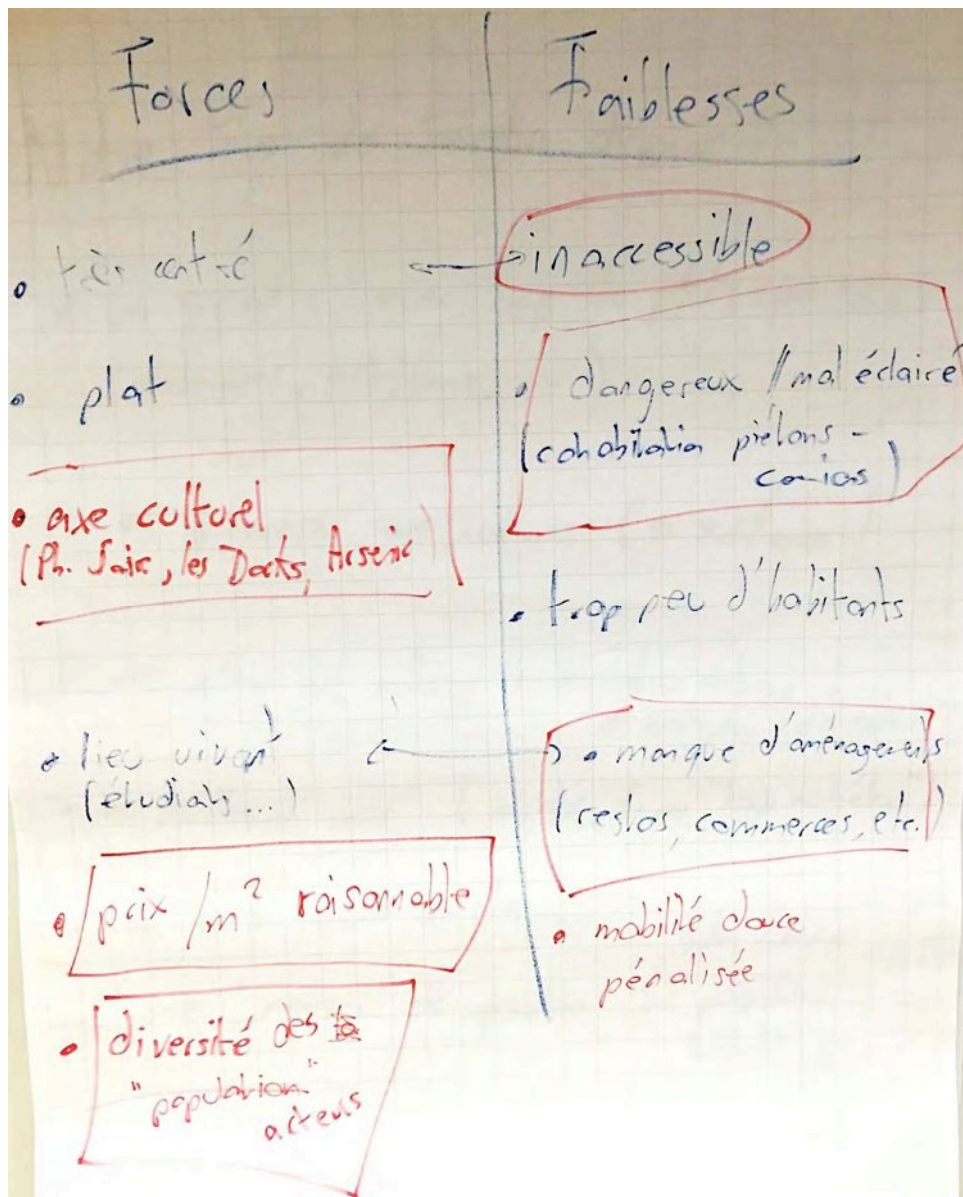 Forces
Faiblesses
• très centré
• plat
• axe culturel
(Ph. Saire, les Docks, Arsenic)
• lieu vivant
(étudiants...)
• prix /m² raisonnable
• diversité des
"population"
acteurs
inaccessible
• dangereux / mal éclairé
(cohabitation piétons -
camions)
• trop peu d'habitants
• manque d'aménagements
(restos, commerces, etc.)
• mobilité douce
pénalisée